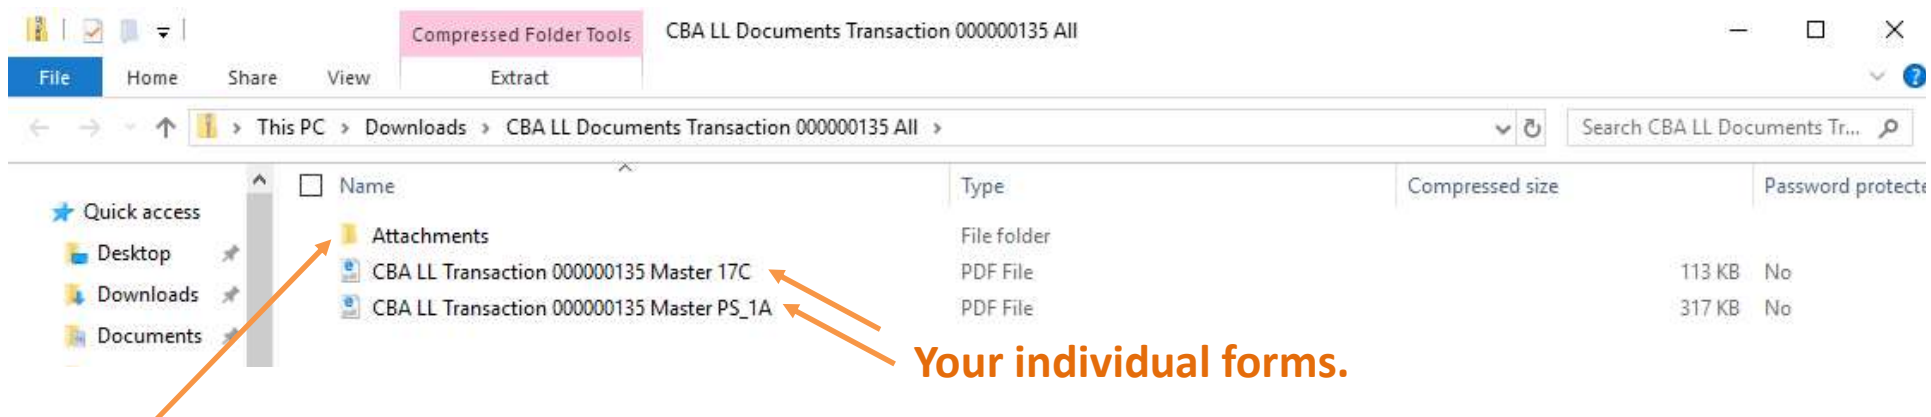 Compressed Folder Tools CBA LL Documents Transaction 000000135 All
File Home Share View Extract
This PC > Downloads > CBA LL Documents Transaction 000000135 All > Search CBA LL Documents Tr...
Name Type Compressed size Password protecte
Quick access
Attachments File folder
Desktop
CBA LL Transaction 000000135 Master 17C PDF File 113 KB No
Downloads
CBA LL Transaction 000000135 Master PS_1A PDF File 317 KB No
Documents
Your individual forms.